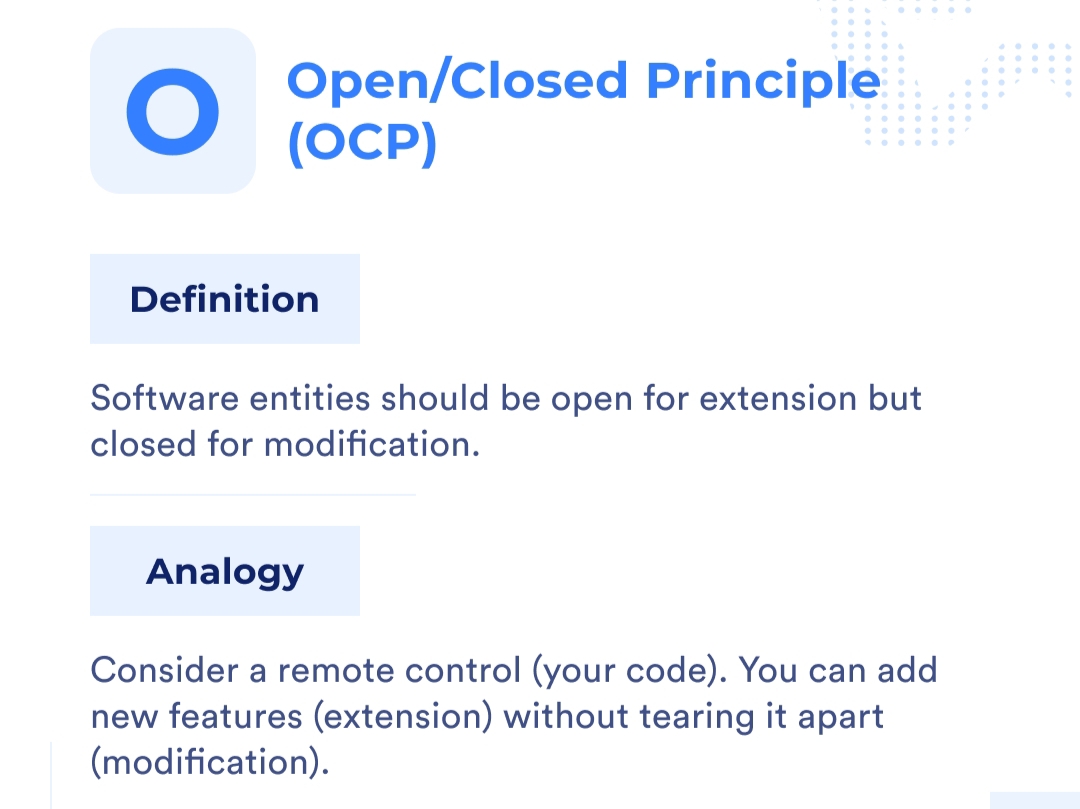 O
Open/Closed Principle
(OCP)
Definition
Software entities should be open for extension but
closed for modification.
Analogy
Consider a remote control (your code). You can add
new features (extension) without tearing it apart
(modification).